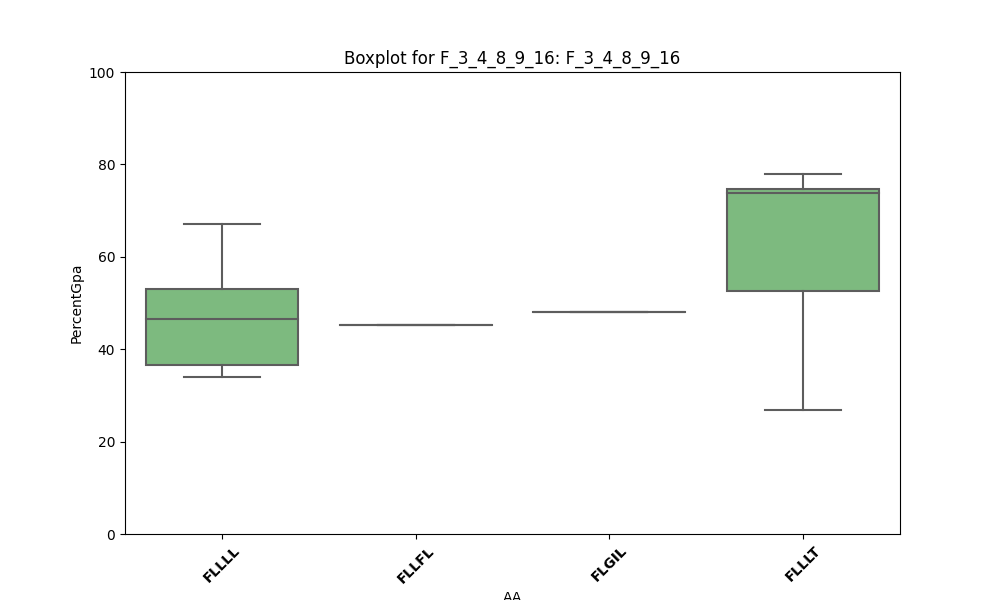 Boxplot for F_3_4_8_9_16: F_3_4_8_9_16
100
80
60
40
20
0
PercentGpa
FLLLL
FLLFL
FLGIL
FLLLT
AA